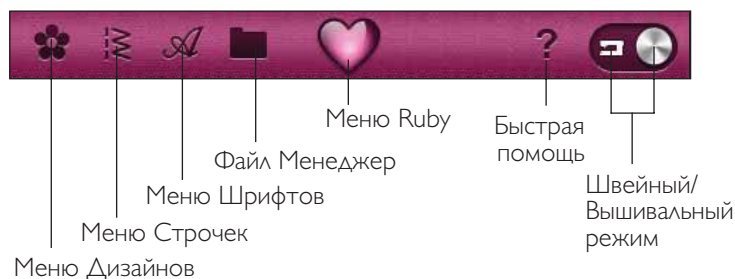 ?
Меню Ruby
Быстрая
помощь
Файл Менеджер
Швейный/
Вышивальный
режим
Меню Шрифтов
Меню Строчек
Меню Дизайнов